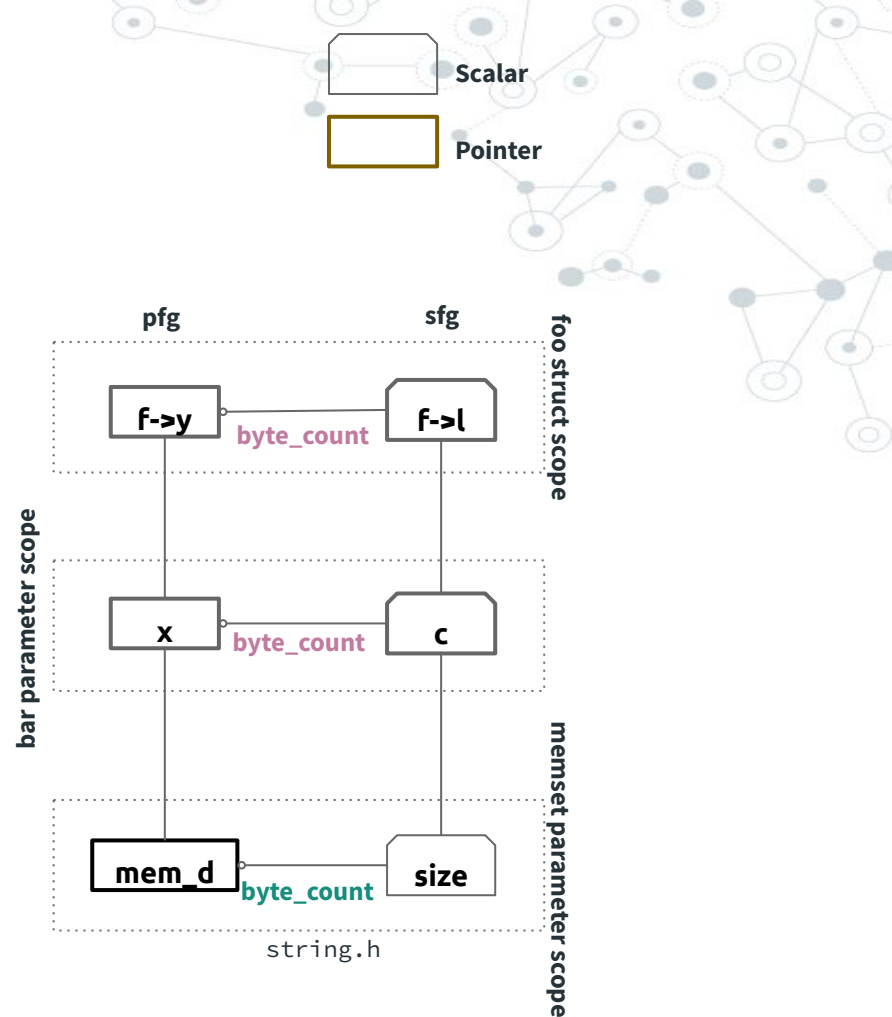 Scalar
Pointer
pfg
sfg
foo struct scope
f->y
byte_count
f->l
bar parameter scope
x
byte_count
c
memset parameter scope
mem_d
byte_count
size
string.h